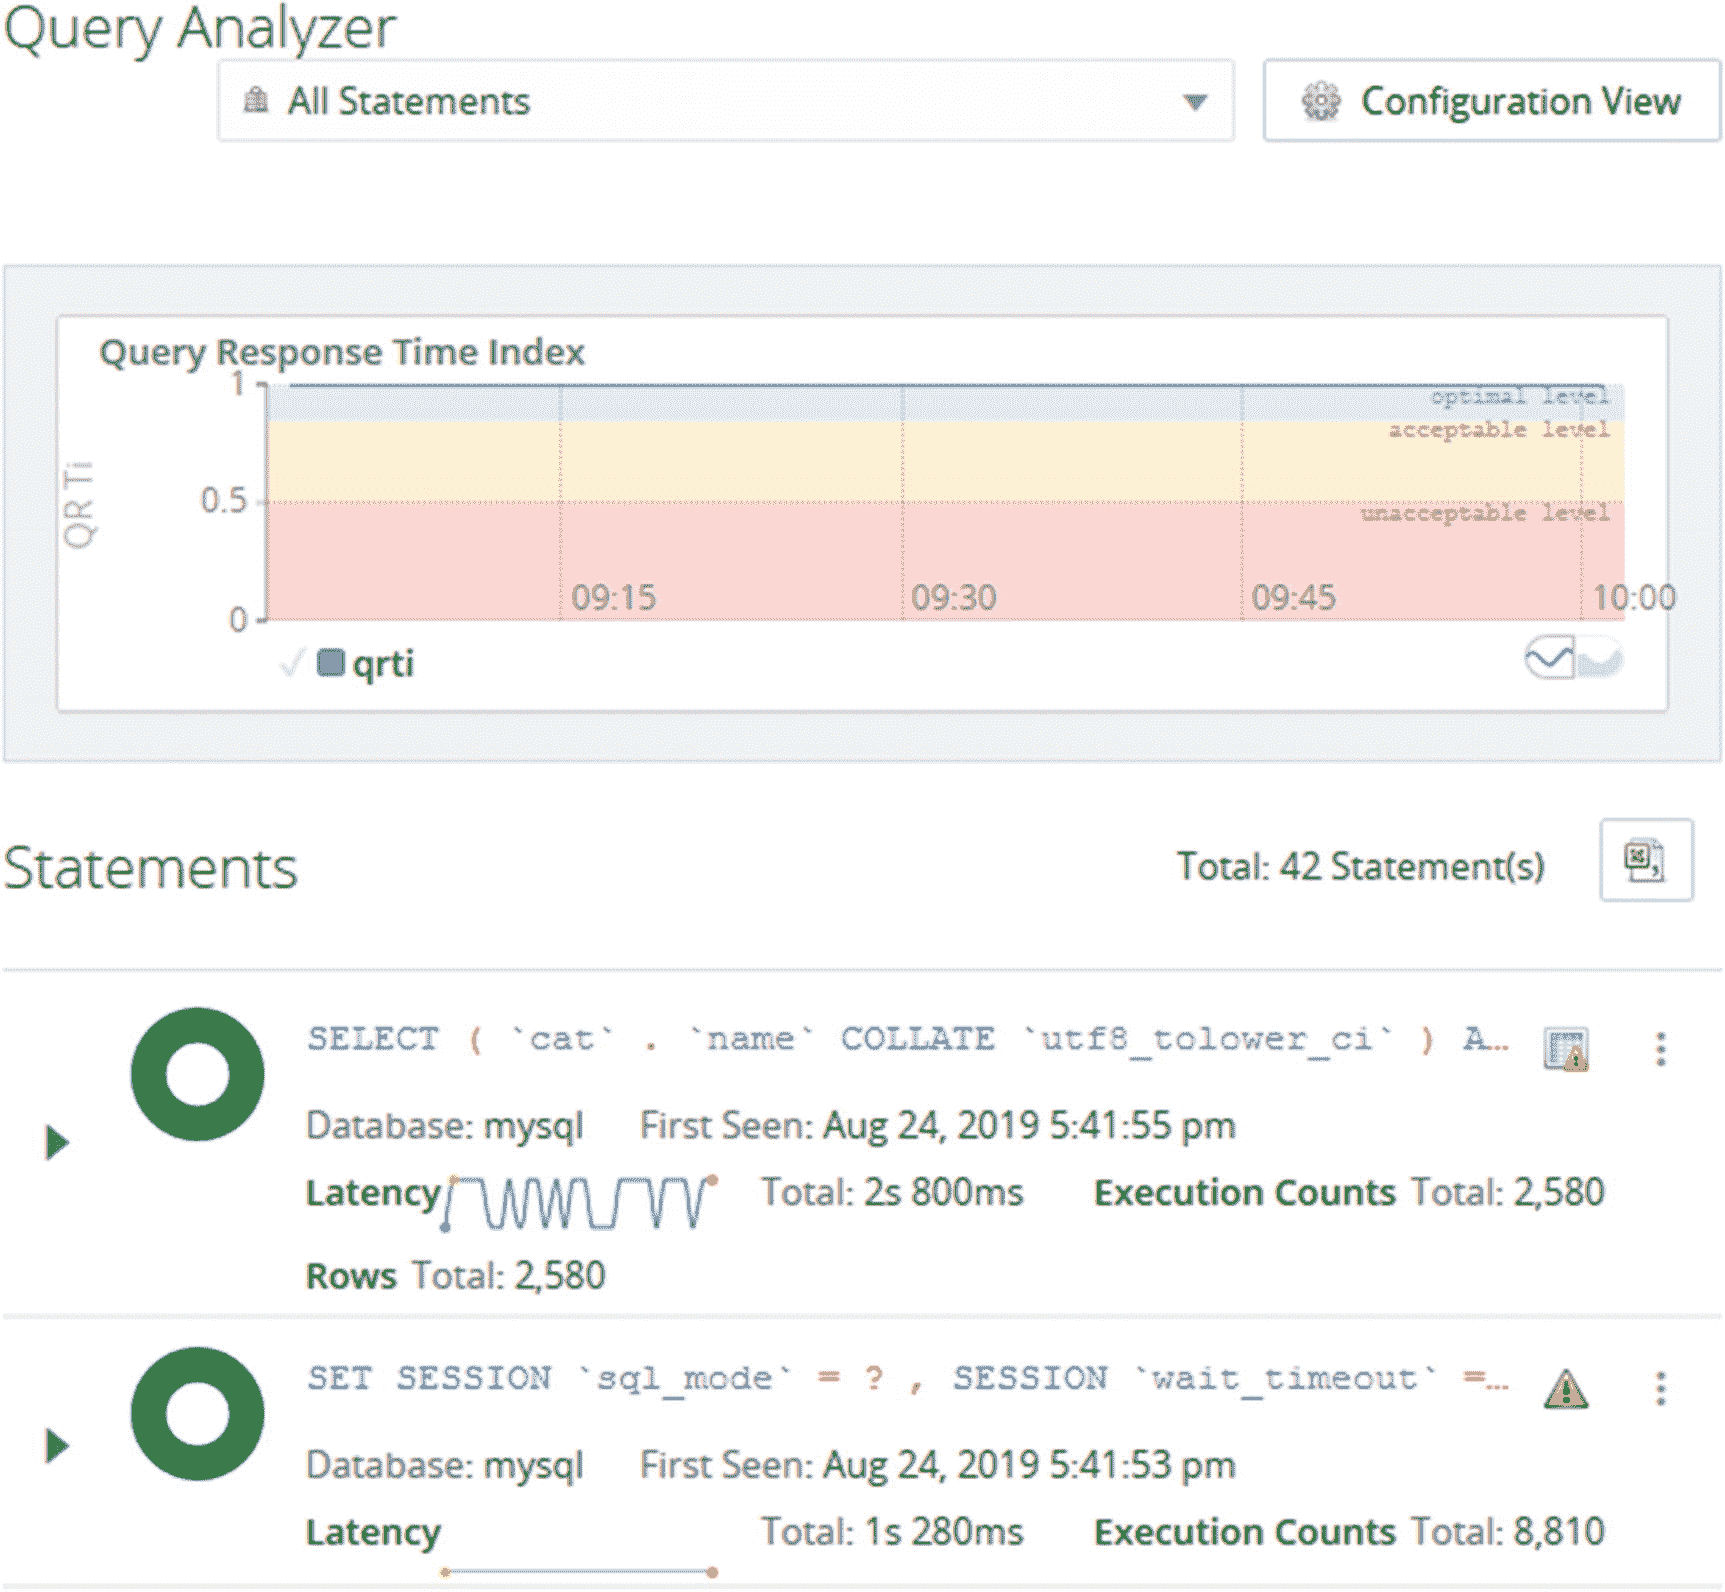 Query Analyzer
All Statements
Configuration View
Query Response Time Index
1
optimal level
acceptable level
QR Ti
0.5
unacceptable level
09:15 09:30 09:45 10:00
0
qrti
Statements
Total: 42 Statement(s)
SELECT ( `cat` . `name` COLLATE `utf8_tolower_ci` ) A…
Database: mysql First Seen: Aug 24, 2019 5:41:55 pm
Latency Total: 2s 800ms Execution Counts Total: 2,580
Rows Total: 2,580
SET SESSION `sql_mode` = ? , SESSION `wait_timeout` =…
Database: mysql First Seen: Aug 24, 2019 5:41:53 pm
Latency Total: 1s 280ms Execution Counts Total: 8,810